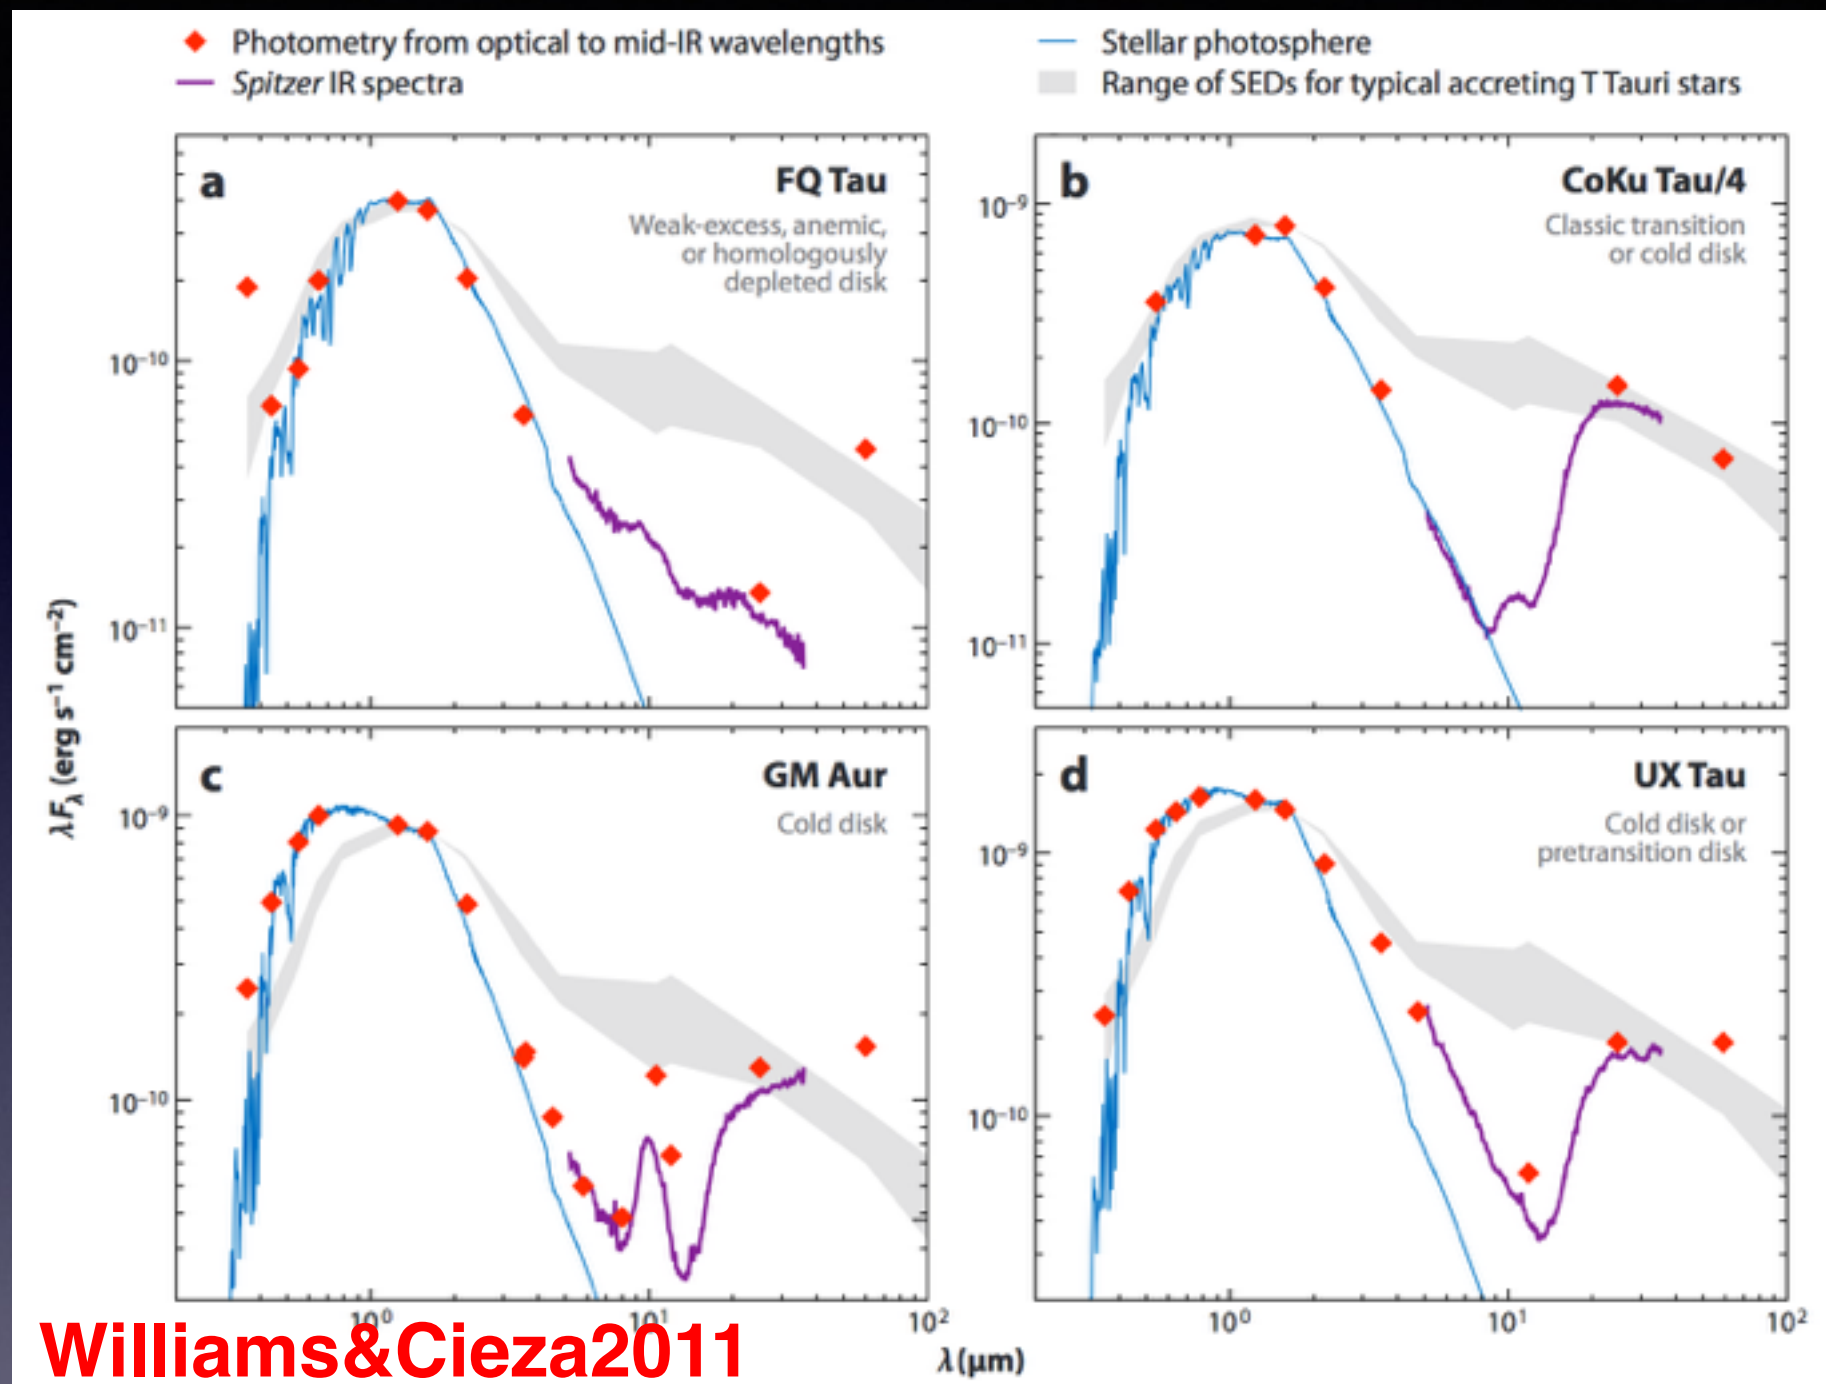 Photometry from optical to mid-IR wavelengths
Spitzer IR spectra
Stellar photosphere
Range of SEDs for typical accreting T Tauri stars
a
FQ Tau
Weak-excess, anemic,
or homologously
depleted disk
10⁻¹⁰
10⁻¹¹
b
CoKu Tau/4
Classic transition
or cold disk
10⁻⁹
10⁻¹⁰
10⁻¹¹
λFλ (erg s⁻¹ cm⁻²)
c
GM Aur
Cold disk
10⁻⁹
10⁻¹⁰
10⁰
10¹
10²
d
UX Tau
Cold disk or
pretransition disk
10⁻⁹
10⁻¹⁰
10⁰
10¹
10²
λ(μm)
Williams&Cieza2011